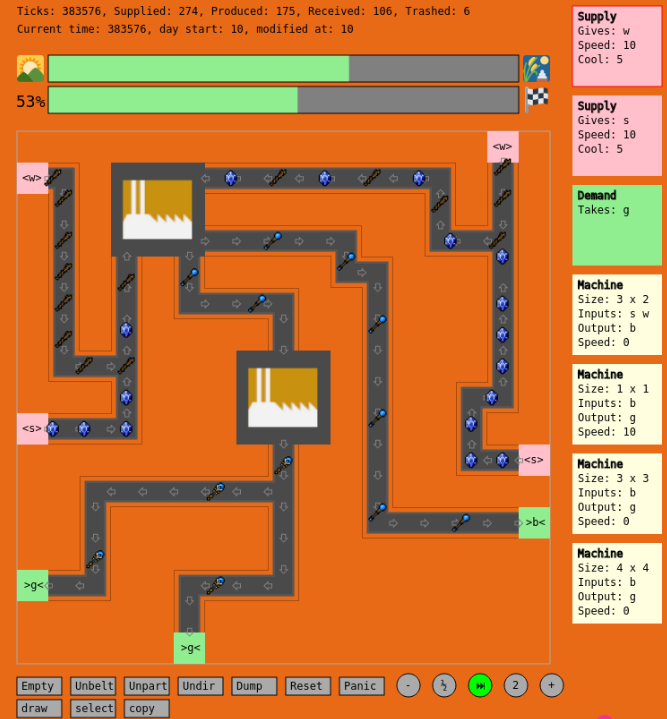 Ticks: 383576, Supplied: 274, Produced: 175, Received: 106, Trashed: 6
Current time: 383576, day start: 10, modified at: 10
53%
<w>
<w>
<s>
<s>
>b<
>g<
>g<
Supply
Gives: w
Speed: 10
Cool: 5
Supply
Gives: s
Speed: 10
Cool: 5
Demand
Takes: g
Machine
Size: 3 x 2
Inputs: s w
Output: b
Speed: 0
Machine
Size: 1 x 1
Inputs: b
Output: g
Speed: 10
Machine
Size: 3 x 3
Inputs: b
Output: g
Speed: 0
Machine
Size: 4 x 4
Inputs: b
Output: g
Speed: 0
Empty Unbelt Unpart Undir Dump Reset Panic - ½ ⏭ 2 +
draw select copy